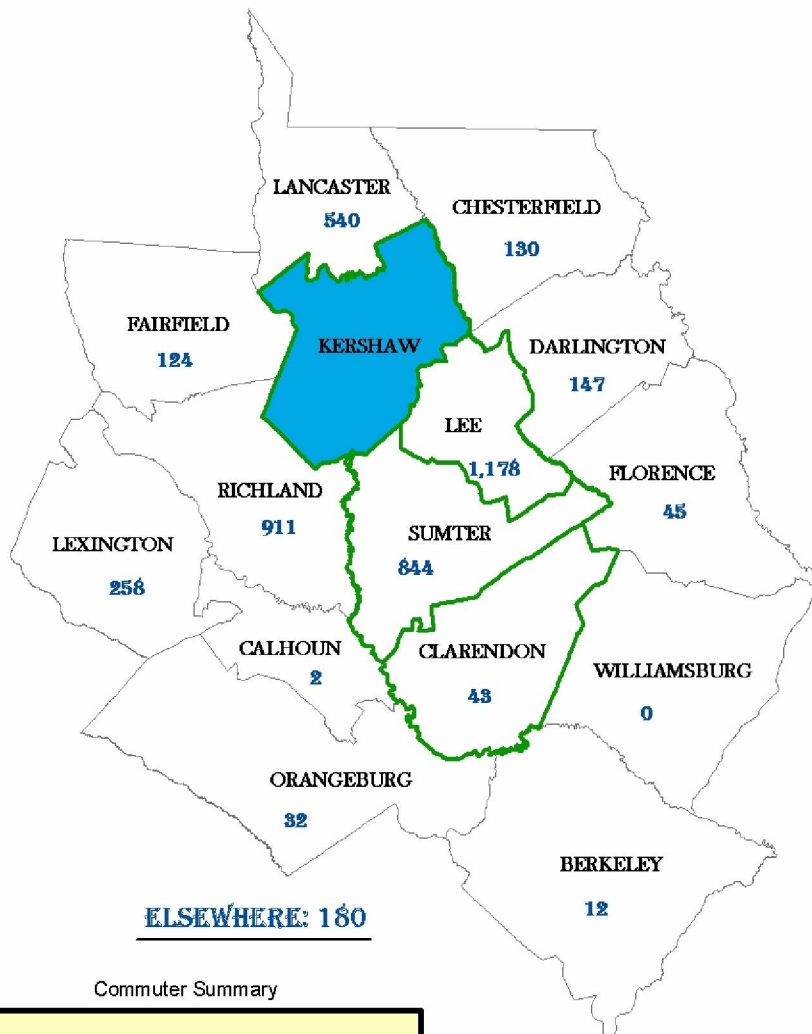 LANCASTER
540
CHESTERFIELD
130
FAIRFIELD
124
KERSHAW
DARLINGTON
147
LEE
1,178
FLORENCE
45
RICHLAND
911
SUMTER
844
LEXINGTON
258
CALHOUN
2
CLARENDON
43
WILLIAMSBURG
0
ORANGEBURG
32
BERKELEY
12
ELSEWHERE: 180
Commuter Summary